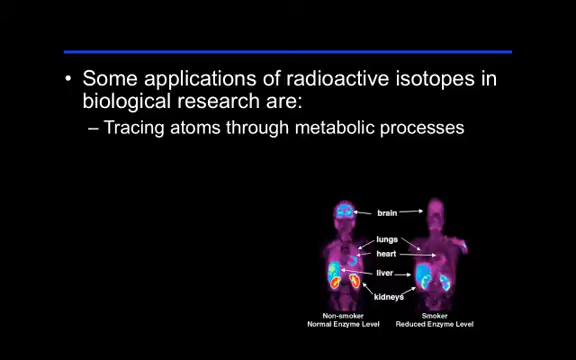 • Some applications of radioactive isotopes in
biological research are:
– Tracing atoms through metabolic processes
brain
lungs
heart
liver
kidneys
Non-smoker
Normal Enzyme Level
Smoker
Reduced Enzyme Level